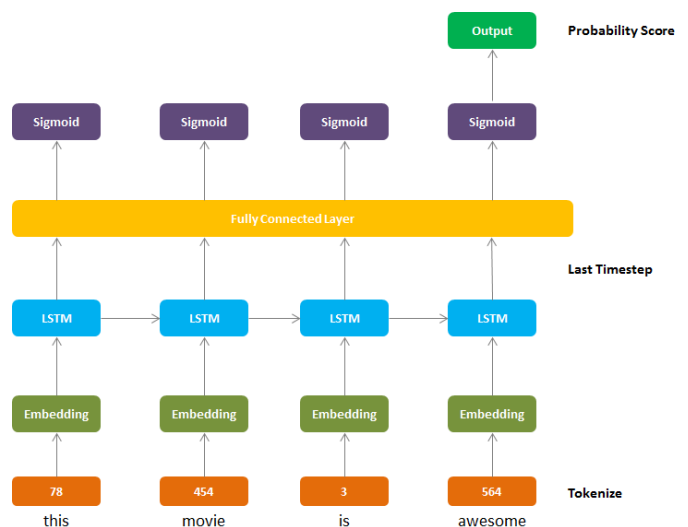 Output Probability Score
Sigmoid Sigmoid Sigmoid Sigmoid
Fully Connected Layer
Last Timestep
LSTM LSTM LSTM LSTM
Embedding Embedding Embedding Embedding
78 454 3 564 Tokenize
this movie is awesome